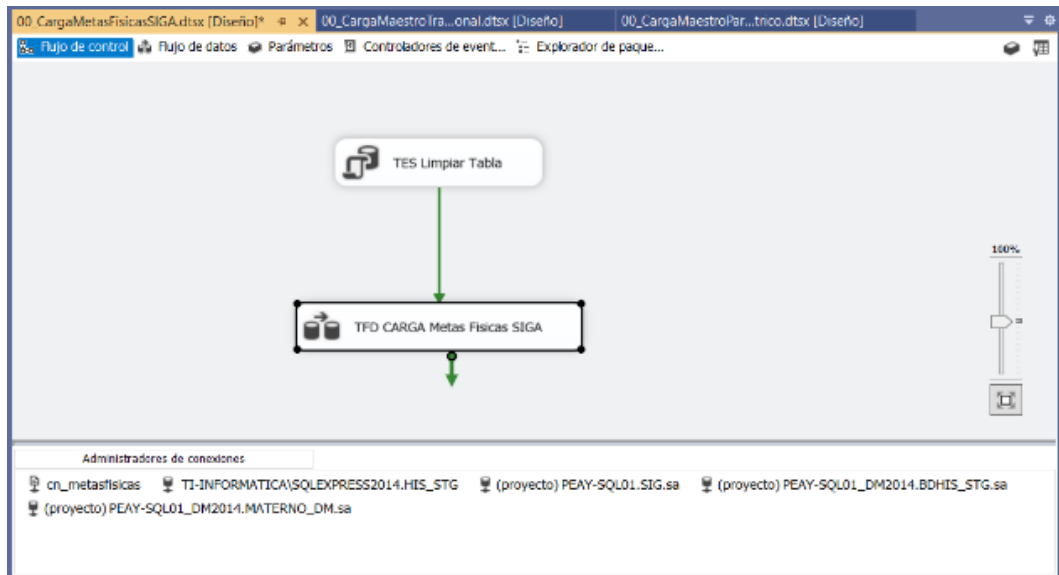 00_CargaMetasFisicasSIGA.dtsx [Diseño]* 00_CargaMaestroTra...onal.dtsx [Diseño] 00_CargaMaestroPar...trico.dtsx [Diseño]
Flujo de control Flujo de datos Parámetros Controladores de event... Explorador de paque...
TES Limpiar Tabla
100%
TFD CARGA Metas Fisicas SIGA
Administradores de conexiones
cn_metasfisicas TI-INFORMATICA\SQLEXPRESS2014.HIS_STG (proyecto) PEAY-SQL01.SIG.sa (proyecto) PEAY-SQL01_DM2014.BDHIS_STG.sa
(proyecto) PEAY-SQL01_DM2014.MATERNO_DM.sa